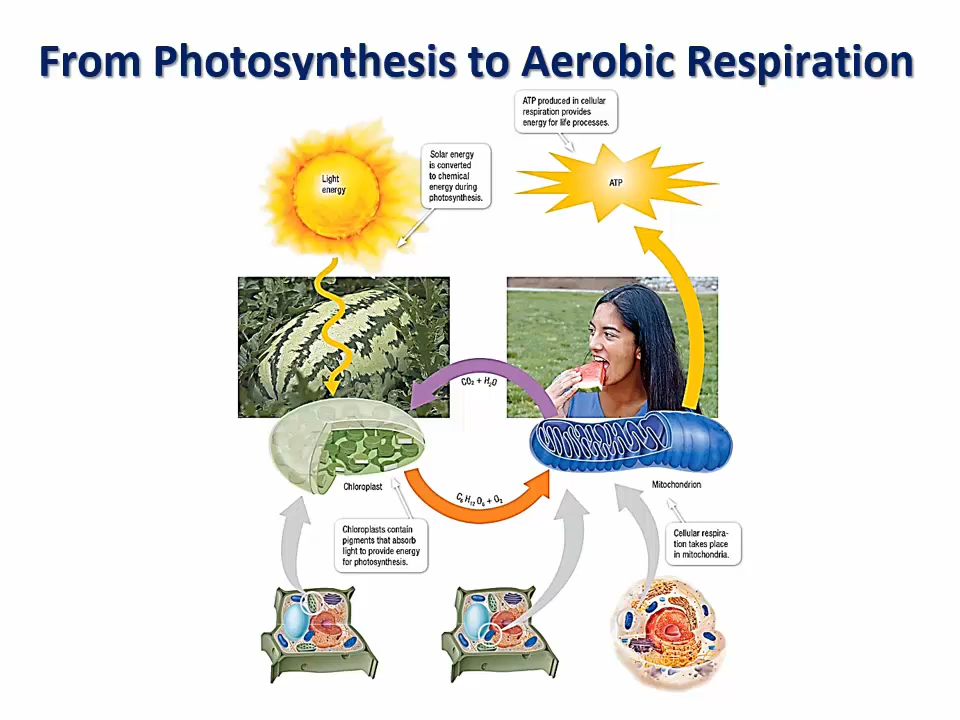 From Photosynthesis to Aerobic Respiration
ATP produced in cellular
respiration provides
energy for life processes.
Solar energy
is converted
to chemical
energy during
photosynthesis.
Light
energy
ATP
CO₂ + H₂O
C₆H₁₂O₆ + O₂
Chloroplast
Mitochondrion
Chloroplasts contain
pigments that absorb
light to provide energy
for photosynthesis.
Cellular respira-
tion takes place
in mitochondria.